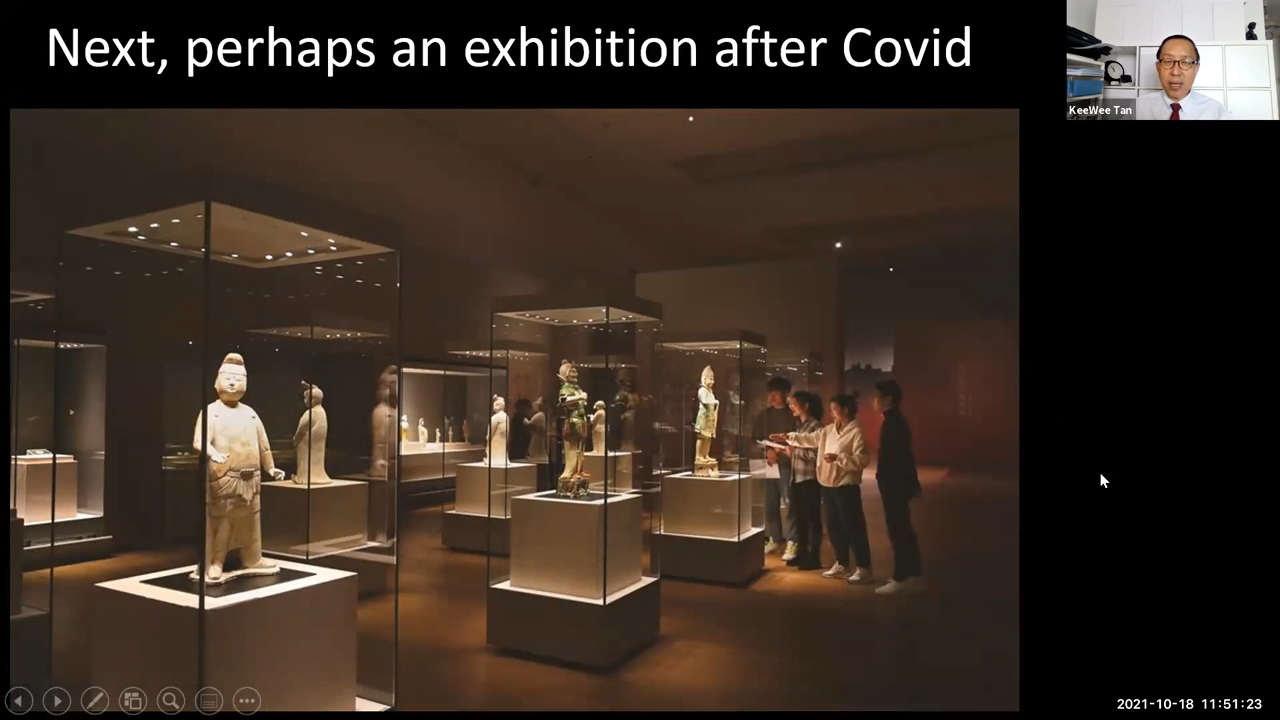 Next, perhaps an exhibition after Covid
KeeWee Tan
2021-10-18 11:51:23